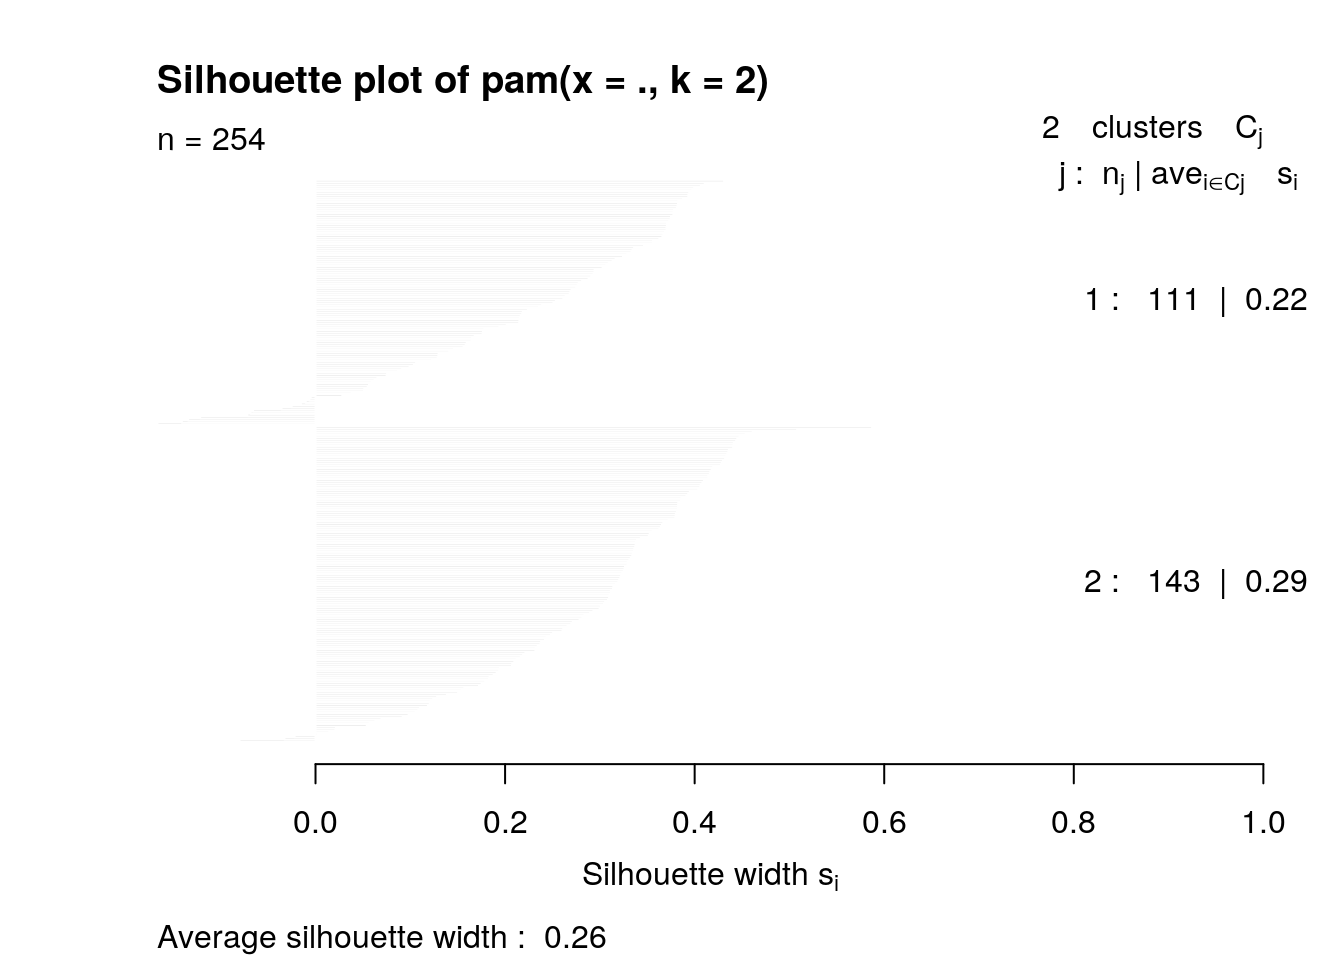 Silhouette plot of pam(x = ., k = 2)
n = 254
2 clusters Cj
j : nj | avei∈Cj si
1 : 111 | 0.22
2 : 143 | 0.29
0.0 0.2 0.4 0.6 0.8 1.0
Silhouette width si
Average silhouette width : 0.26